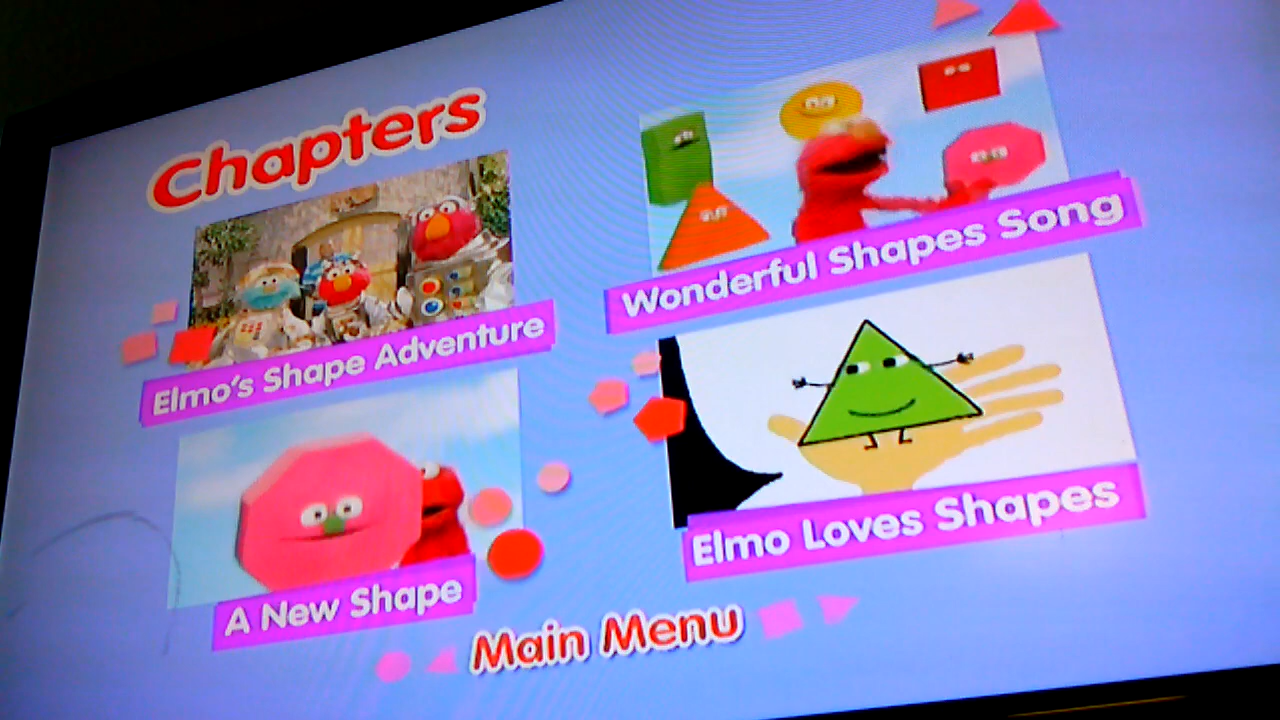 Chapters
Elmo's Shape Adventure
Wonderful Shapes Song
A New Shape
Elmo Loves Shapes
Main Menu